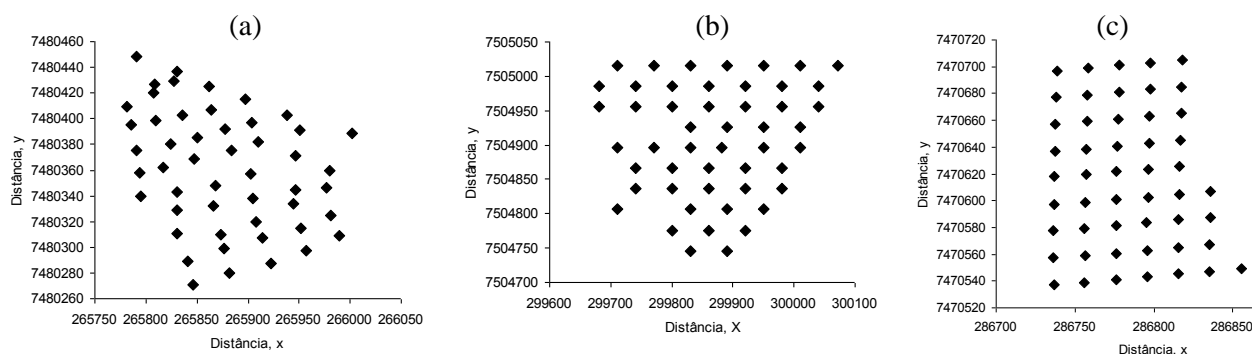 (a)
Distância, y
7480460
7480440
7480420
7480400
7480380
7480360
7480340
7480320
7480300
7480280
7480260
265750 265800 265850 265900 265950 266000 266050
Distância, x
(b)
Distância, y
7505050
7505000
7504950
7504900
7504850
7504800
7504750
7504700
299600 299700 299800 299900 300000 300100
Distância, X
(c)
Distância, y
7470720
7470700
7470680
7470660
7470640
7470620
7470600
7470580
7470560
7470540
7470520
286700 286750 286800 286850
Distância, x